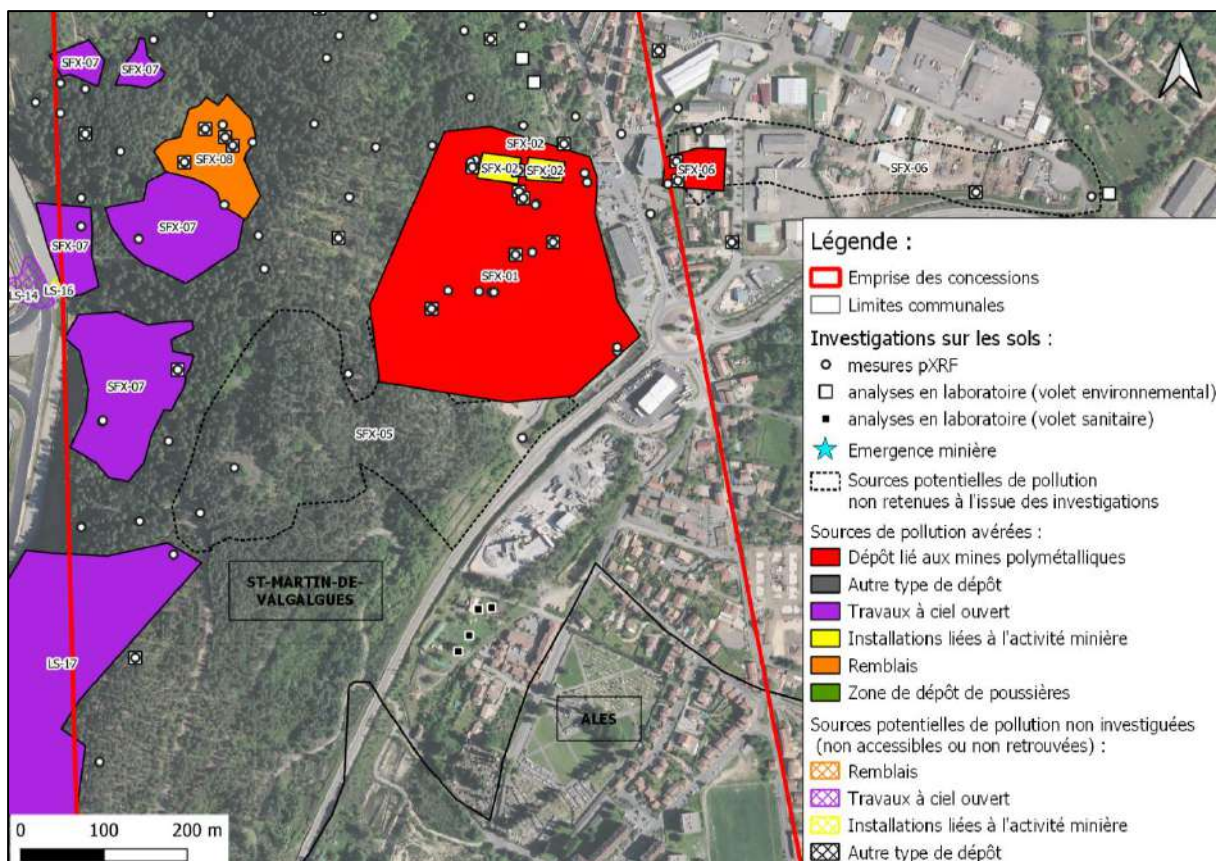 SFX-07
SFX-07
SFX-08
SFX-02
SFX-02
SFX-02
SFX-06
SFX-06
SFX-07
SFX-07
LS-14
LS-16
SFX-01
SFX-07
SFX-05
ST-MARTIN-DE-
VALGALGUES
LS-17
ALES
0 100 200 m
Légende :
Emprise des concessions
Limites communales
Investigations sur les sols :
mesures pXRF
analyses en laboratoire (volet environnemental)
analyses en laboratoire (volet sanitaire)
Emergence minière
Sources potentielles de pollution
non retenues à l'issue des investigations
Sources de pollution avérées :
Dépôt lié aux mines polymétalliques
Autre type de dépôt
Travaux à ciel ouvert
Installations liées à l'activité minière
Remblais
Zone de dépôt de poussières
Sources potentielles de pollution non investiguées
(non accessibles ou non retrouvées) :
Remblais
Travaux à ciel ouvert
Installations liées à l'activité minière
Autre type de dépôt